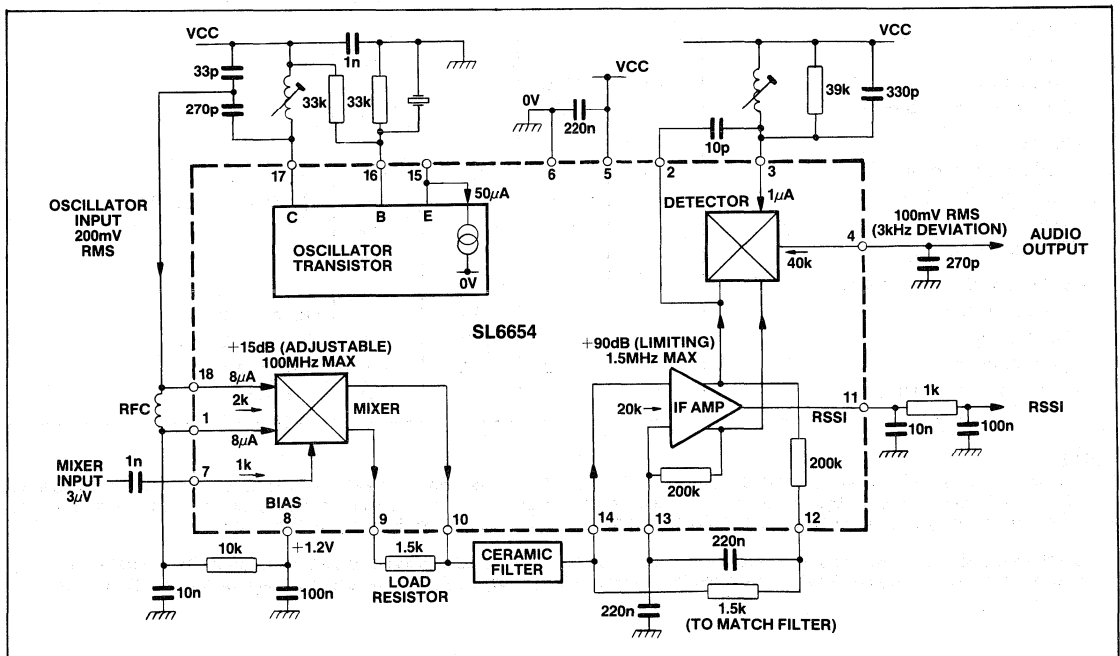 VCC
1n
33p
270p
33k
33k
VCC
0V
220n
VCC
39k
330p
10p
17
16
15
6
5
2
3
OSCILLATOR
INPUT
200mV
RMS
C
B
E
50μA
OSCILLATOR
TRANSISTOR
0V
DETECTOR
1μA
40k
4
100mV RMS
(3kHz DEVIATION)
AUDIO
OUTPUT
270p
SL6654
+15dB (ADJUSTABLE)
100MHz MAX
+90dB (LIMITING)
1.5MHz MAX
18
8μA
2k
RFC
1
8μA
MIXER
20k
IF AMP
RSSI
11
1k
RSSI
10n
100n
MIXER
INPUT
3μV
1n
7
1k
200k
200k
BIAS
8
9
10
14
13
12
+1.2V
10k
10n
100n
1.5k
LOAD
RESISTOR
CERAMIC
FILTER
220n
220n
1.5k
(TO MATCH FILTER)